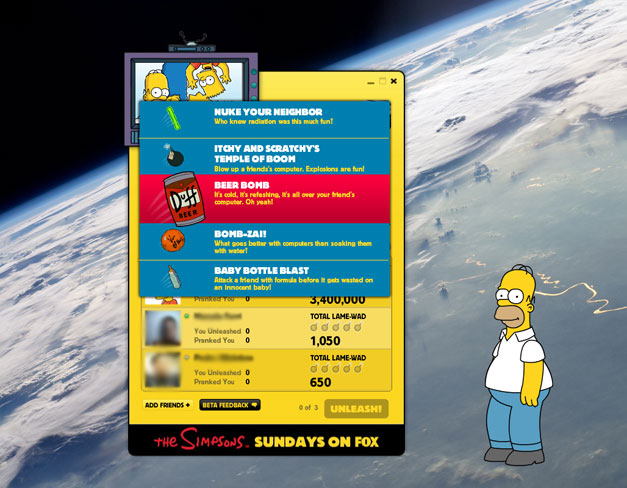 NUKE YOUR NEIGHBOR
Who knew radiation was this much fun?
ITCHY AND SCRATCHY'S
TEMPLE OF BOOM
Blow up a friend's computer. Explosions are fun!
BEER BOMB
It's cold, it's refreshing, it's all over your friend's
computer. Oh yeah!
Duff
BEER
BOMB-ZAI!
What goes better with computers than soaking them
with water?
BABY BOTTLE BLAST
Attack a friend with formula before it gets wasted on
an innocent baby!
Pranked You 0
3,400,000
TOTAL LAME-WAD
You Unleashed 0
Pranked You 0
1,050
TOTAL LAME-WAD
You Unleashed 0
Pranked You 0
650
ADD FRIENDS +
BETA FEEDBACK
0 of 3
UNLEASH!
THE SIMPSONS SUNDAYS ON FOX